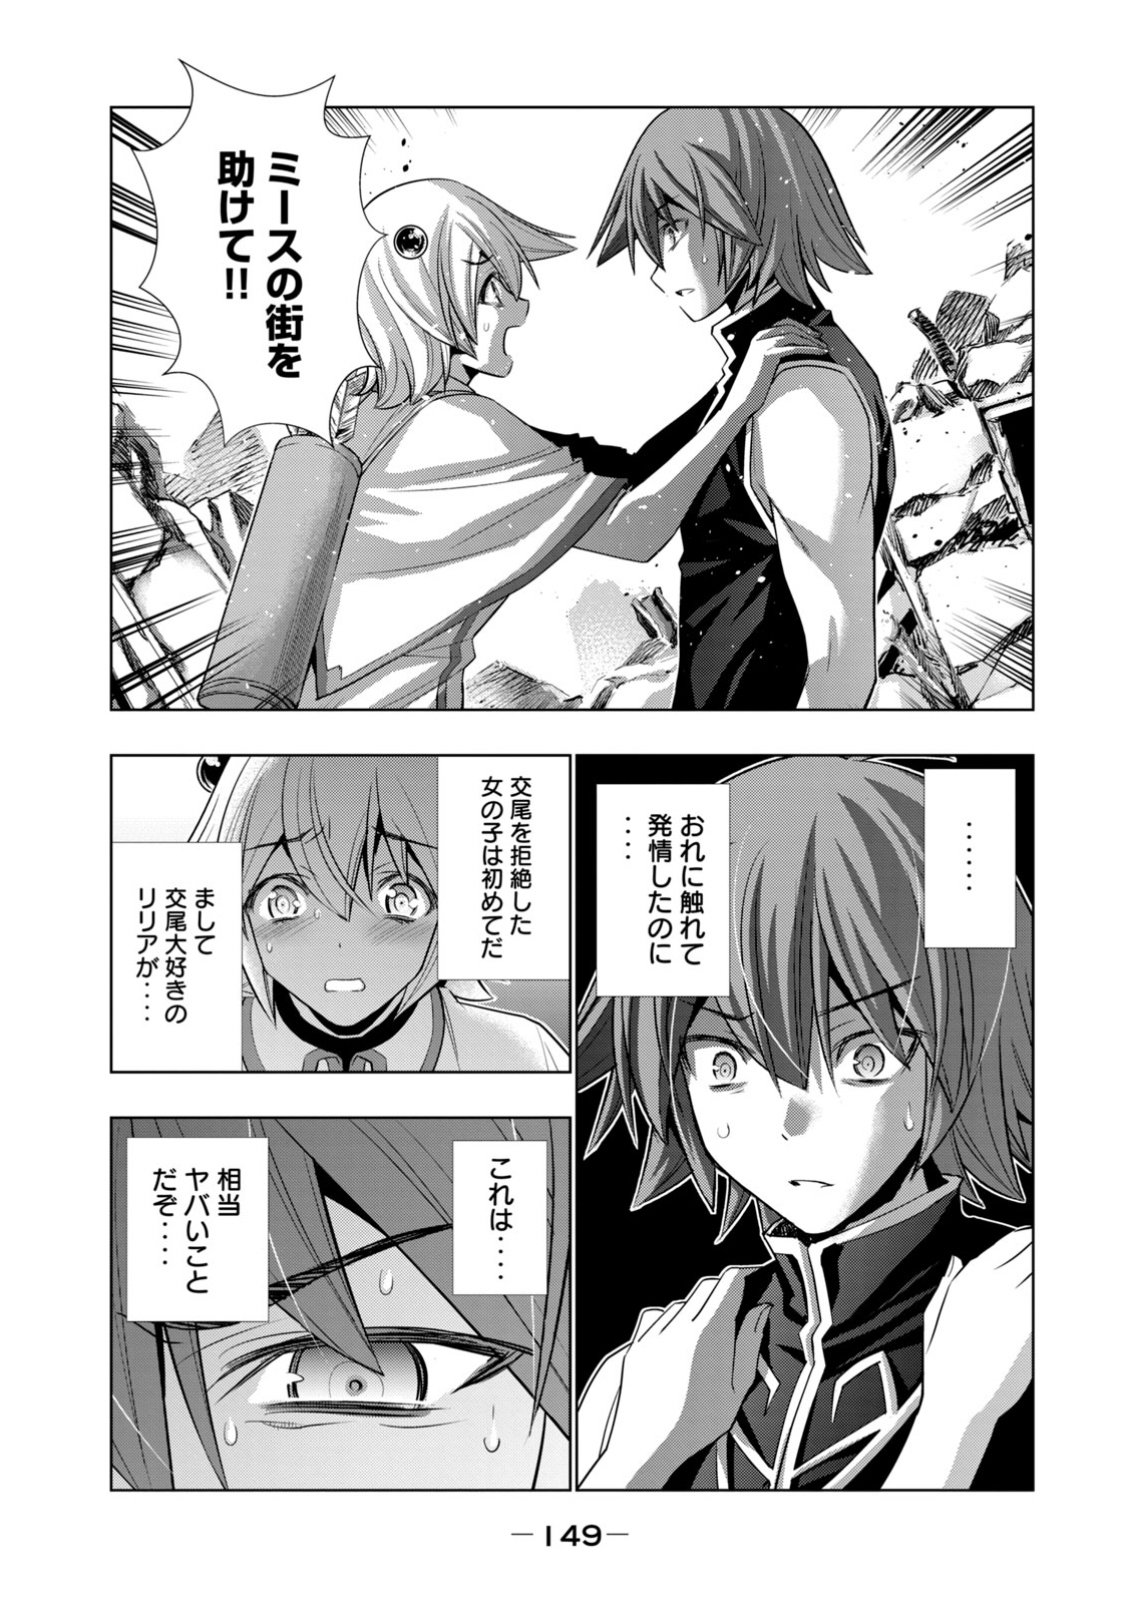 ミースの街を
助けて!!
‥‥‥
おれに触れて
発情したのに
‥‥
交尾を拒絶した
女の子は初めてだ
まして
交尾大好きの
リリアが‥‥
これは‥‥
相当
ヤバいこと
だぞ‥‥
—149—